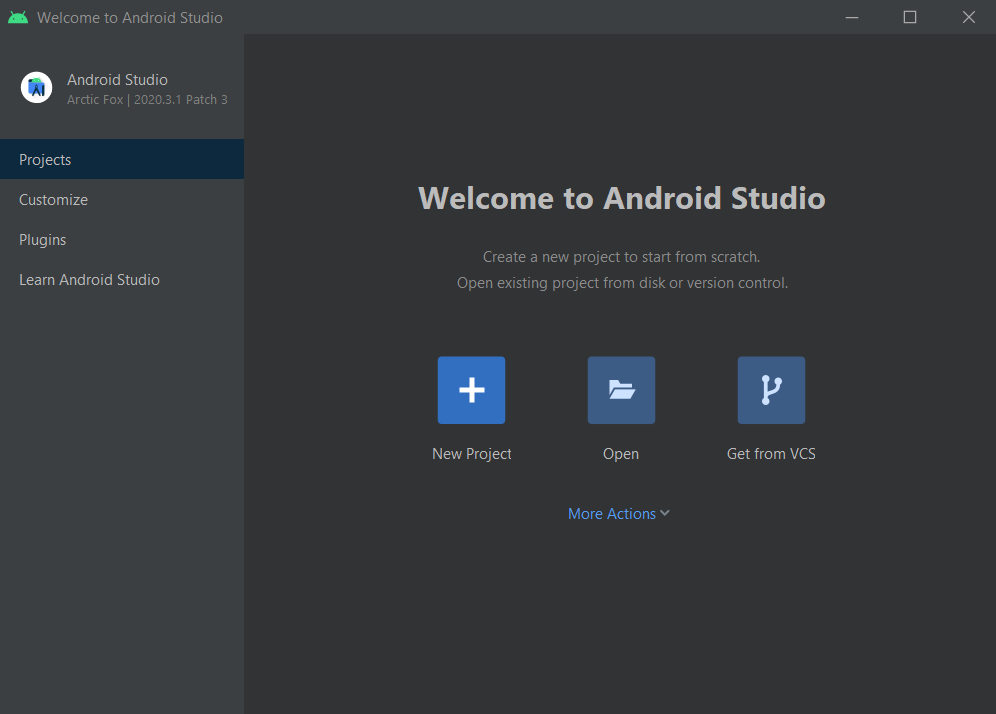 Welcome to Android Studio
Android Studio
Arctic Fox | 2020.3.1 Patch 3
Projects
Customize
Plugins
Learn Android Studio
Welcome to Android Studio
Create a new project to start from scratch.
Open existing project from disk or version control.
New Project
Open
Get from VCS
More Actions